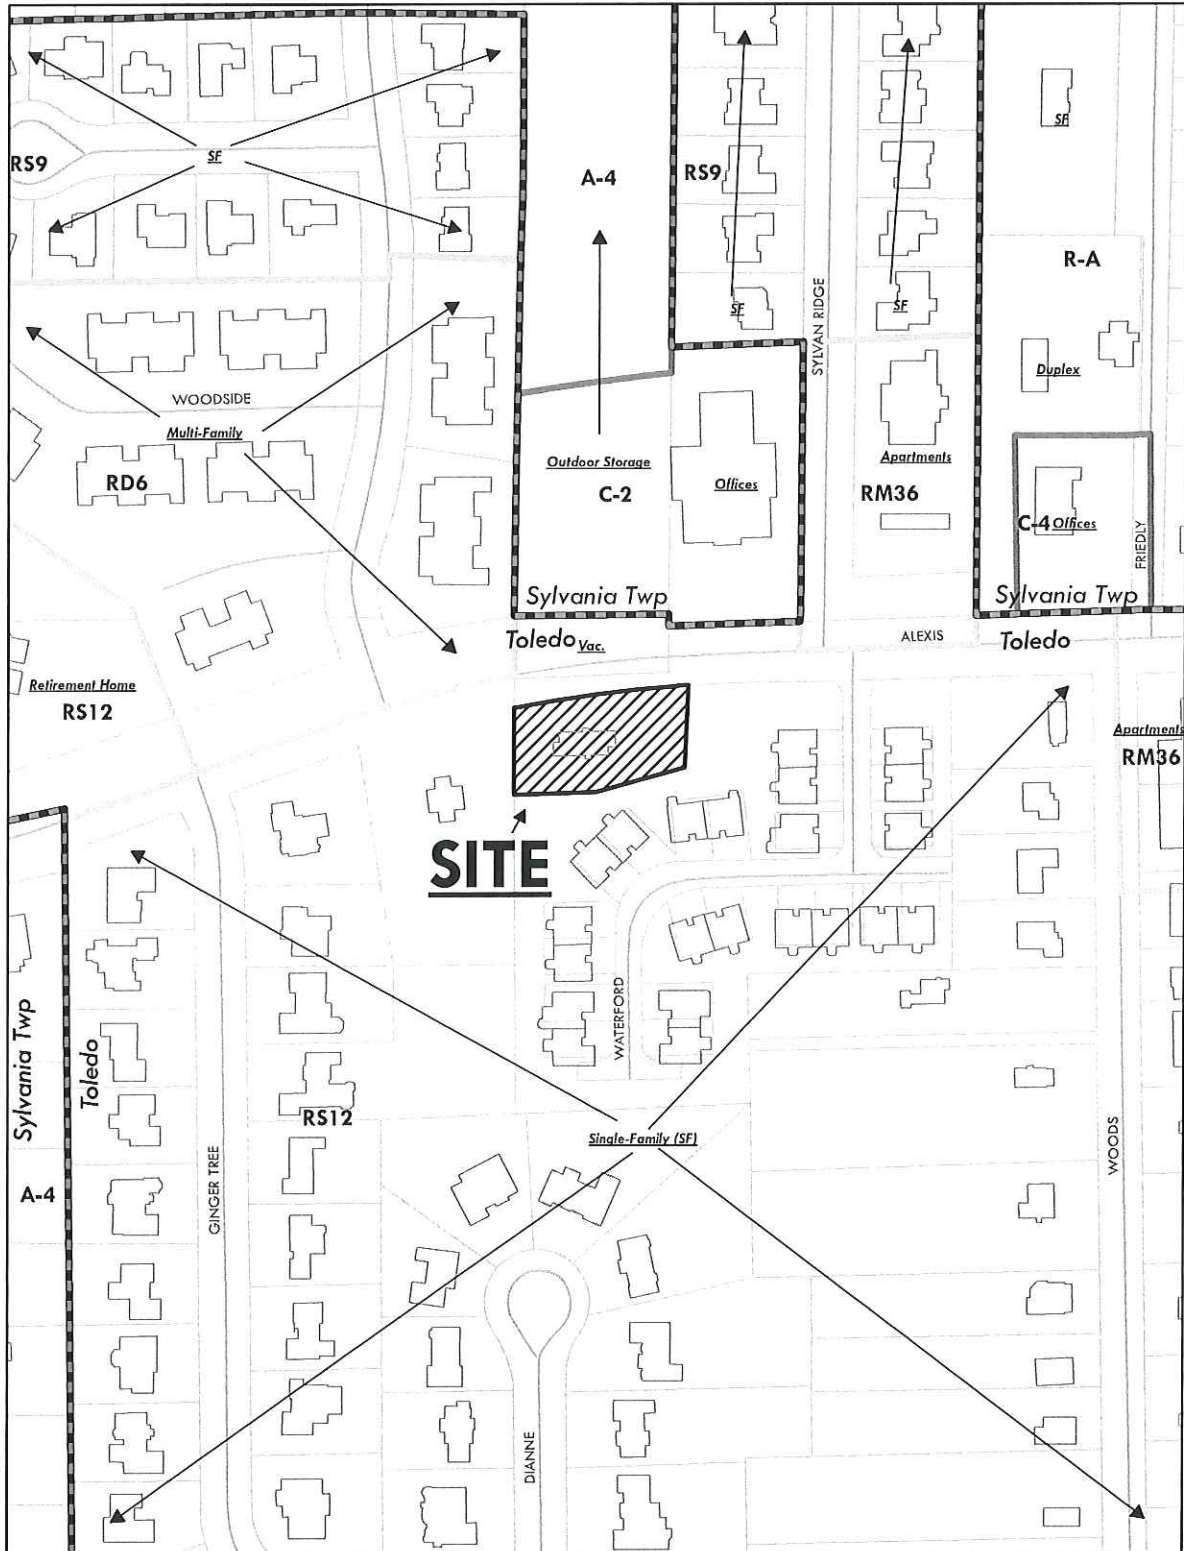 SF
RS9
A-4
RS9
SF
R-A
SYLVAN RIDGE
SF
SF
Duplex
WOODSIDE
Multi-Family
RD6
Outdoor Storage
C-2
Offices
Apartments
RM36
C-4 Offices
FRIEDLY
Sylvania Twp
Sylvania Twp
Toledo
Vac.
ALEXIS
Toledo
Retirement Home
RS12
Apartments
RM36
SITE
WATERFORD
Sylvania Twp
Toledo
RS12
Single-Family (SF)
WOODS
A-4
GINGER TREE
DIANNE